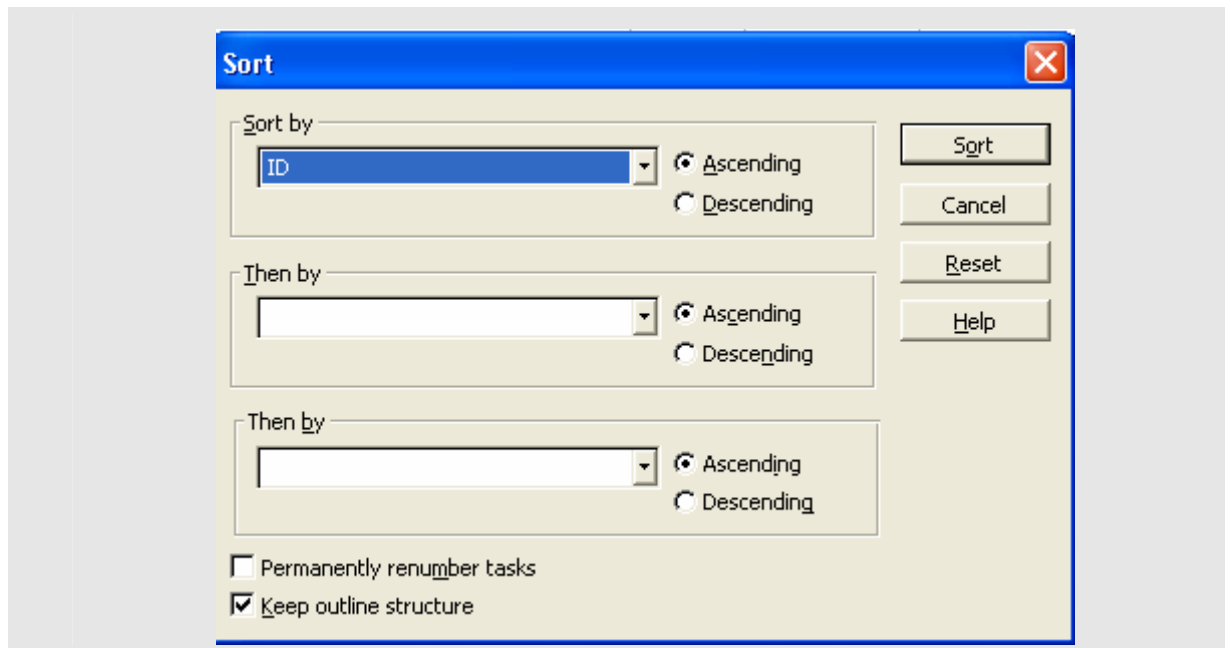 Sort
Sort by
ID
Ascending
Descending
Sort
Cancel
Reset
Help
Then by
Ascending
Descending
Then by
Ascending
Descending
Permanently renumber tasks
Keep outline structure